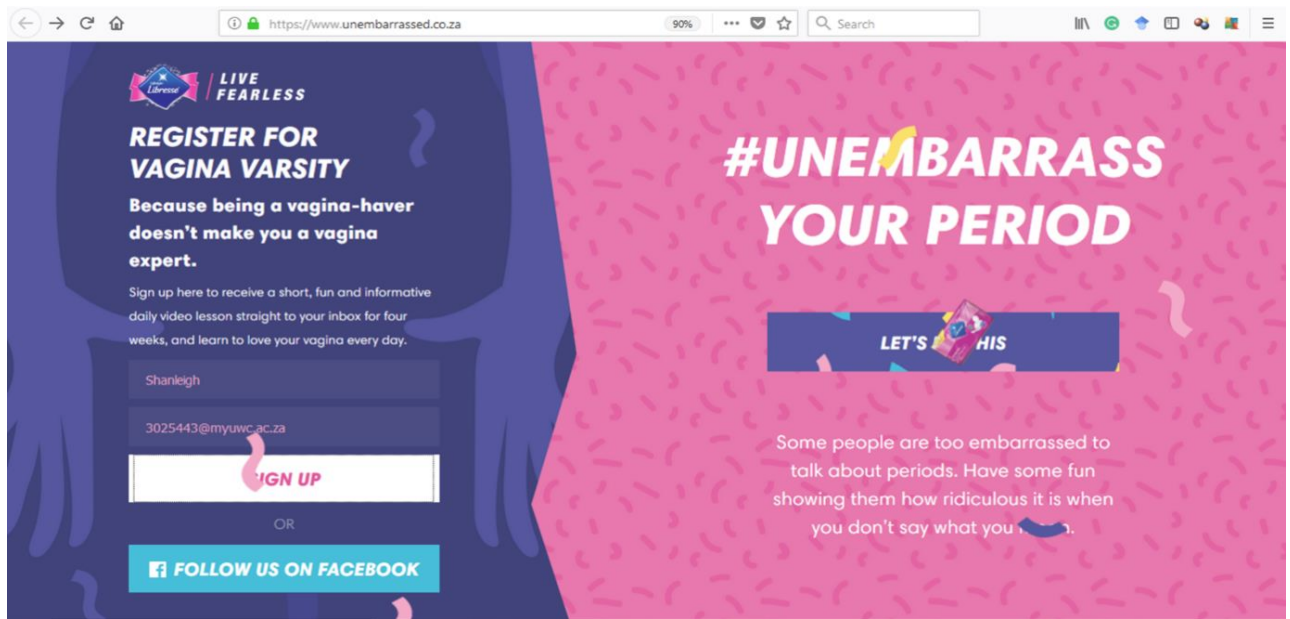 90%
https://www.unembarrassed.co.za
Search
Libresse
LIVE
FEARLESS
REGISTER FOR
VAGINA VARSITY
Because being a vagina-haver
doesn't make you a vagina
expert.
Sign up here to receive a short, fun and informative
daily video lesson straight to your inbox for four
weeks, and learn to love your vagina every day.
Shanleigh
3025443@myuwc.ac.za
SIGN UP
OR
FOLLOW US ON FACEBOOK
#UNEMBARRASS
YOUR PERIOD
LET'S
Some people are too embarrassed to
talk about periods. Have some fun
showing them how ridiculous it is when
you don't say what you